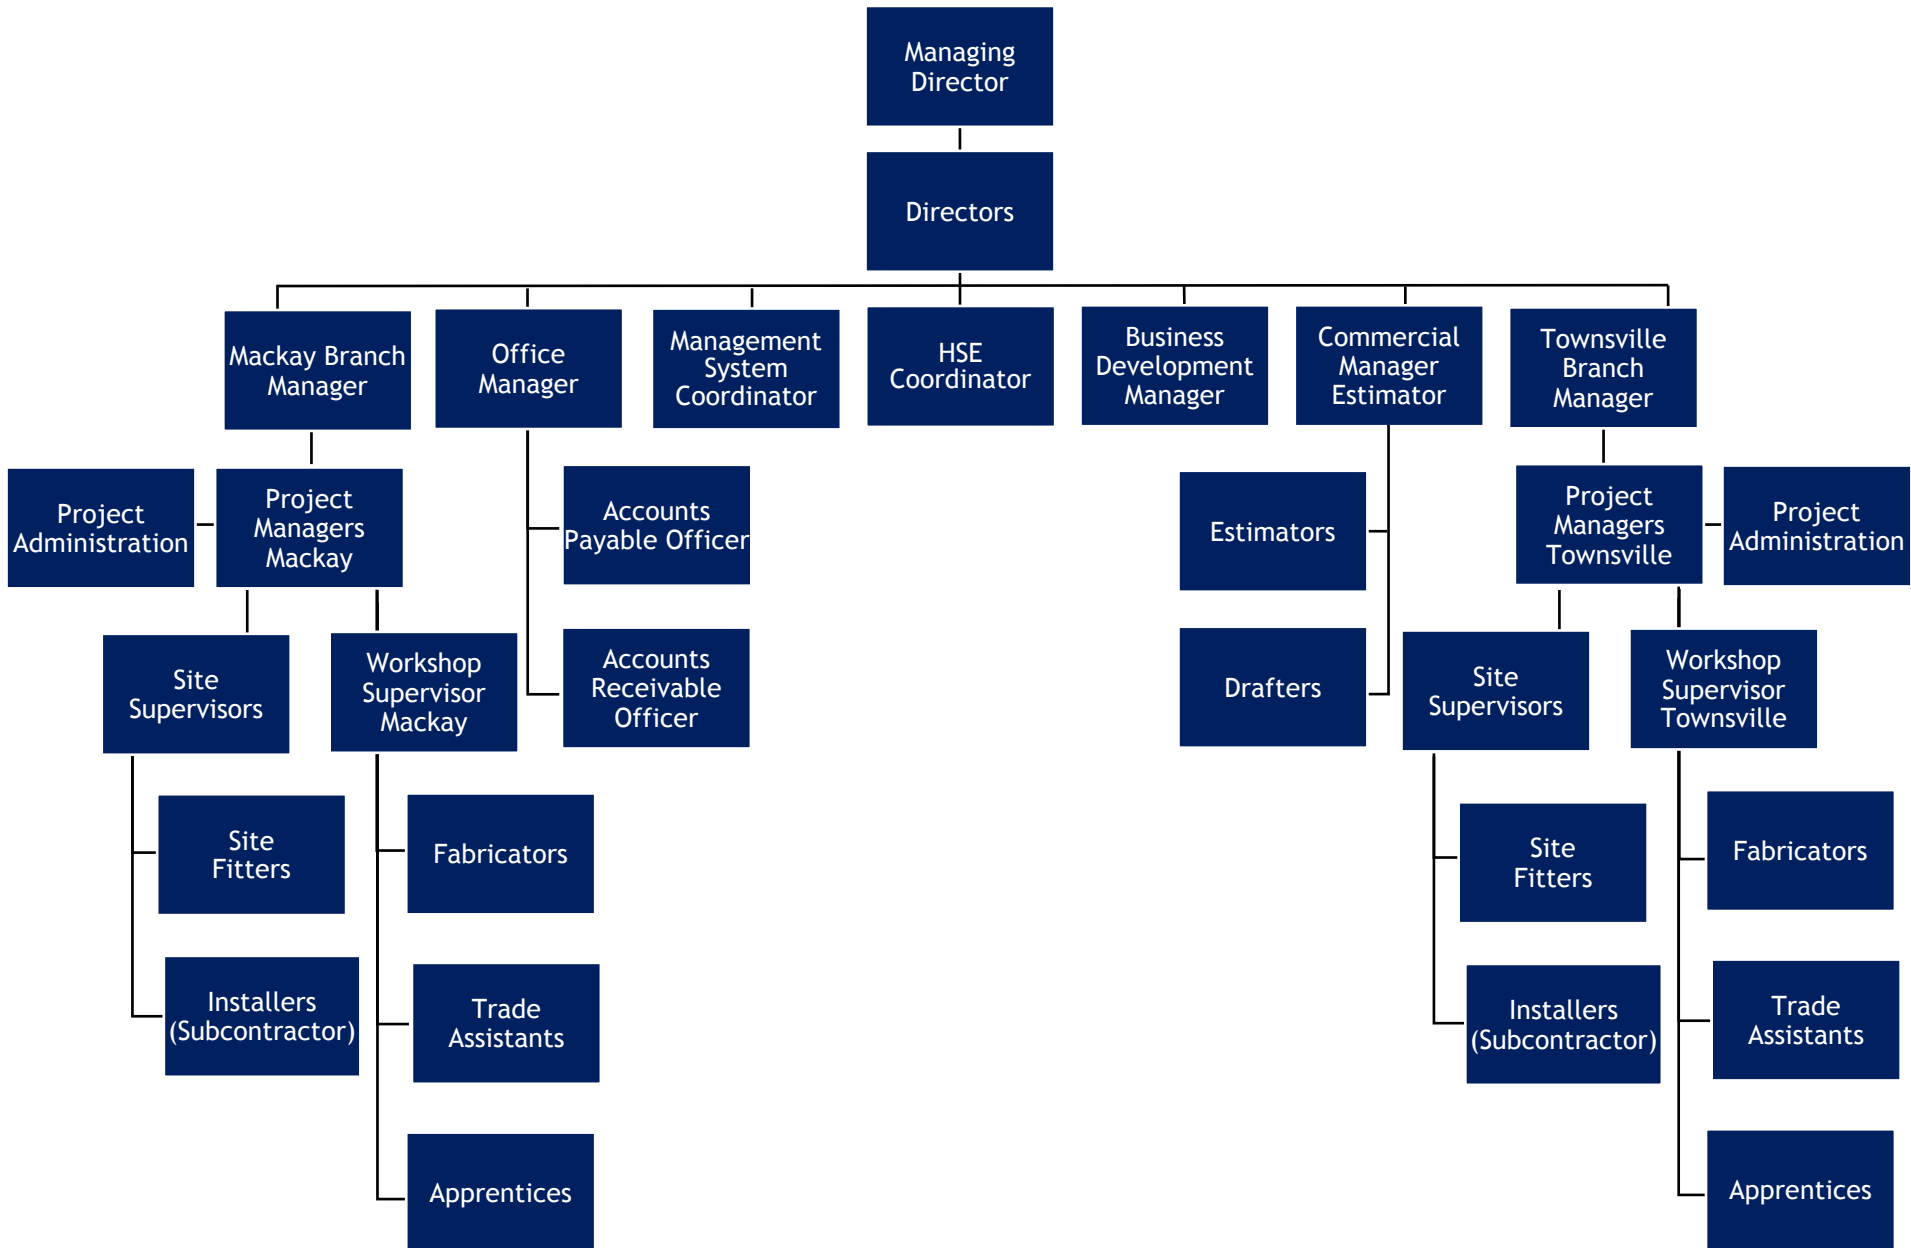 Managing
Director
Directors
Mackay Branch
Manager
Office
Manager
Management
System
Coordinator
HSE
Coordinator
Business
Development
Manager
Commercial
Manager
Estimator
Townsville
Branch
Manager
Project
Administration
Project
Managers
Mackay
Accounts
Payable Officer
Estimators
Project
Managers
Townsville
Project
Administration
Site
Supervisors
Workshop
Supervisor
Mackay
Accounts
Receivable
Officer
Drafters
Site
Supervisors
Workshop
Supervisor
Townsville
Site
Fitters
Fabricators
Site
Fitters
Fabricators
Installers
(Subcontractor)
Trade
Assistants
Installers
(Subcontractor)
Trade
Assistants
Apprentices
Apprentices